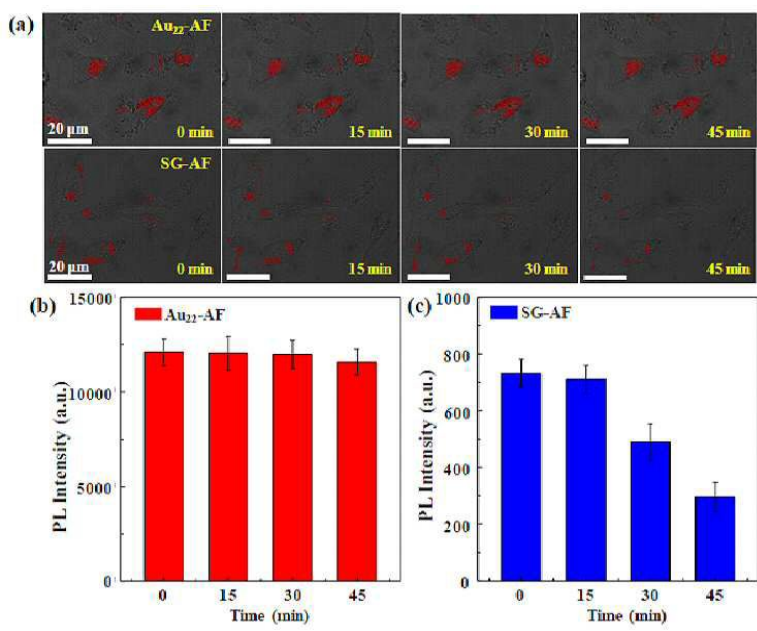 (a)
Au₂₂-AF
20 μm
0 min
15 min
30 min
45 min
SG-AF
20 μm
0 min
15 min
30 min
45 min
(b)
PL Intensity (a.u.)
15000
10000
5000
0
Au₂₂-AF
0 15 30 45
Time (min)
(c)
PL Intensity (a.u.)
1000
800
600
400
200
0
SG-AF
0 15 30 45
Time (min)